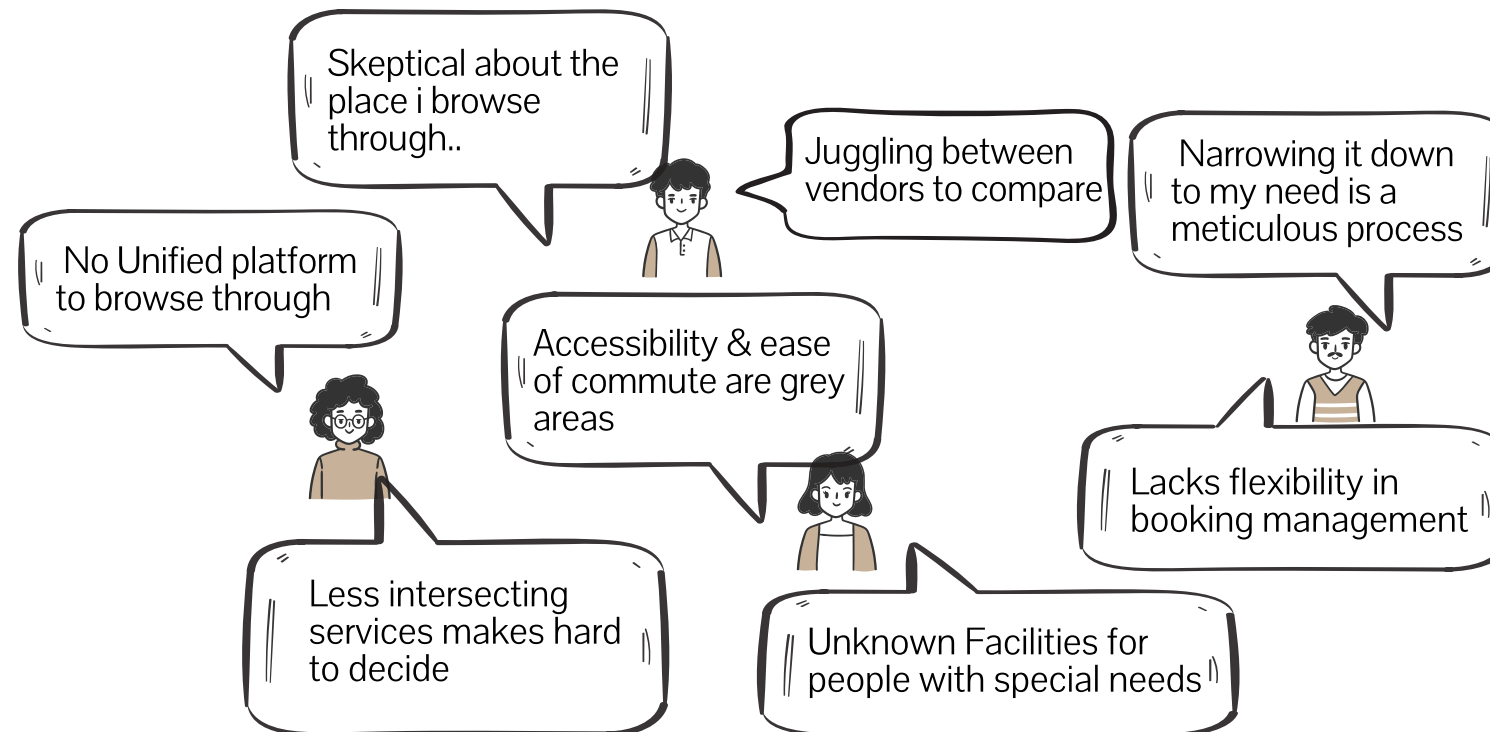 Skeptical about the
place i browse
through..
Juggling between
vendors to compare
Narrowing it down
to my need is a
meticulous process
No Unified platform
to browse through
Accessibility & ease
of commute are grey
areas
Lacks flexibility in
booking management
Less intersecting
services makes hard
to decide
Unknown Facilities for
people with special needs